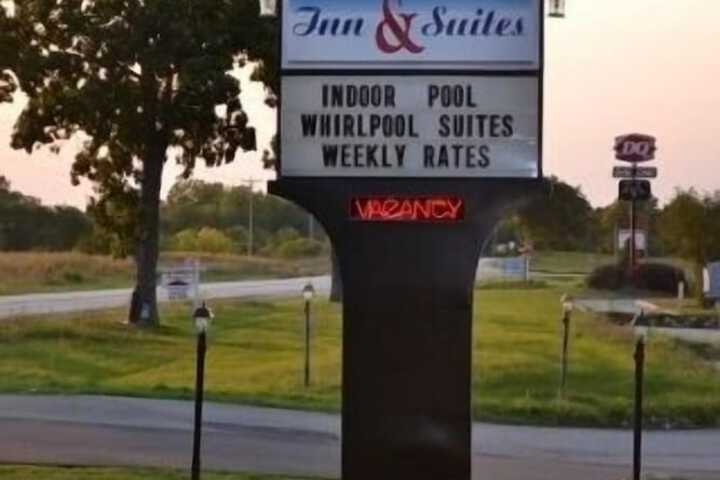 Inn & Suites
INDOOR POOL
WHIRLPOOL SUITES
WEEKLY RATES
VACANCY
DQ